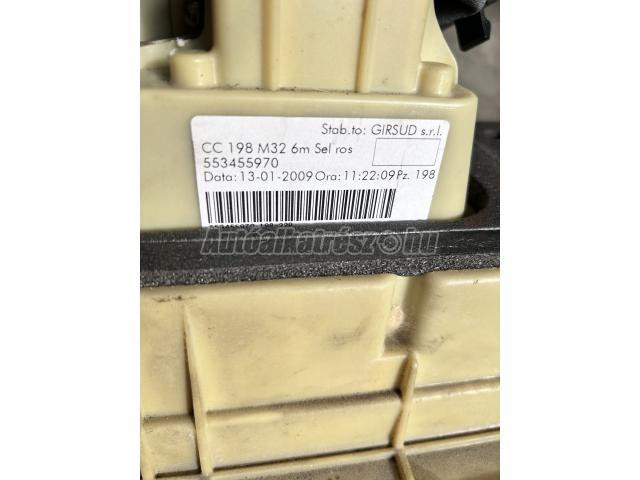 Stab.to: GIRSUD s.r.l.
CC 198 M32 6m Sel ros
553455970
Data: 13-01-2009 Ora: 11:22:09 Pz. 198
Autóalkatrész.hu